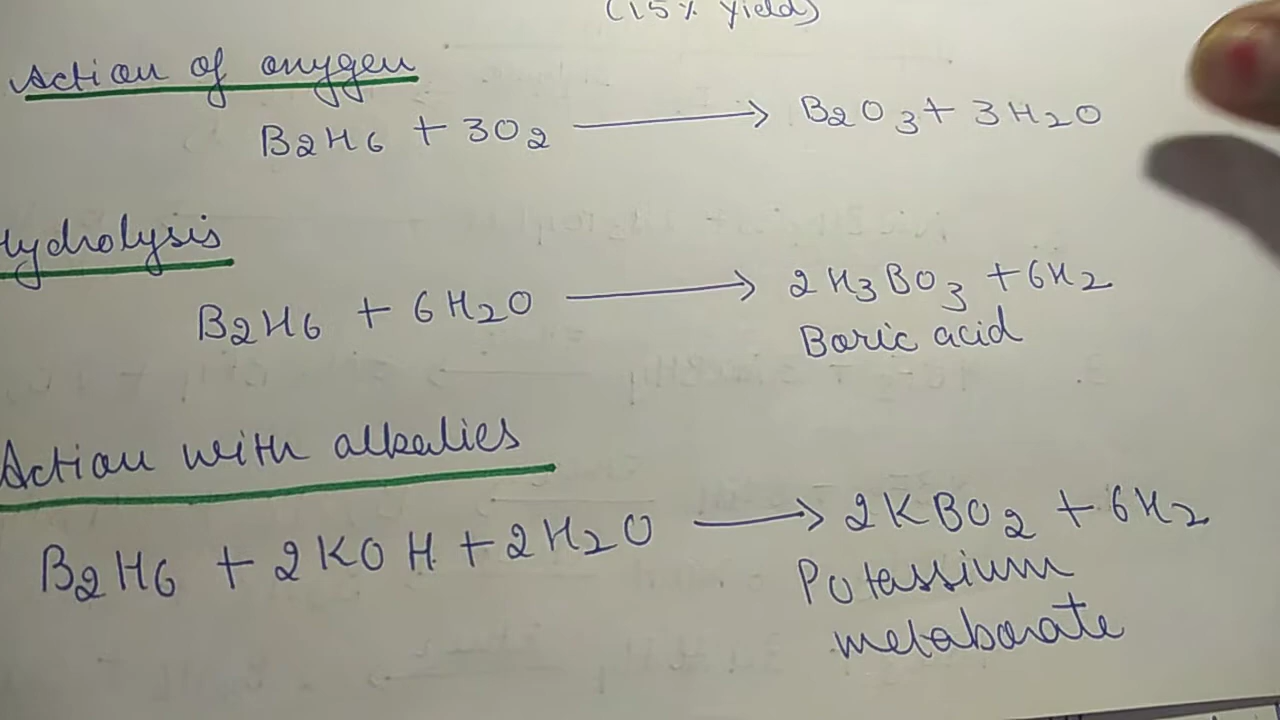 (15% yield)
Action of oxygen
B2H6 + 3O2 → B2O3 + 3H2O
Hydrolysis
B2H6 + 6H2O → 2H3BO3 + 6H2
Boric acid
Action with alkalies
B2H6 + 2KOH + 2H2O → 2KBO2 + 6H2
Potassium
metaborate